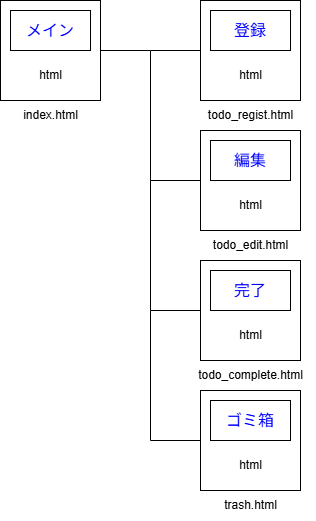 メイン
html
index.html
登録
html
todo_regist.html
編集
html
todo_edit.html
完了
html
todo_complete.html
ゴミ箱
html
trash.html